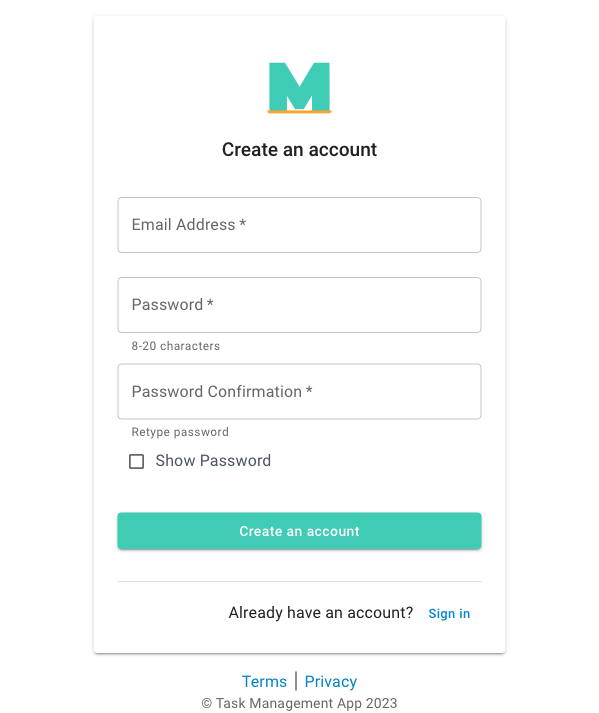 M
Create an account
Email Address *
Password *
8-20 characters
Password Confirmation *
Retype password
Show Password
Create an account
Already have an account? Sign in
Terms | Privacy
© Task Management App 2023